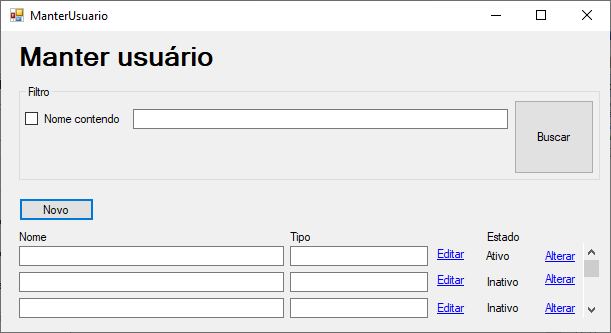 ManterUsuario
Manter usuário
Filtro
Nome contendo
Buscar
Novo
Nome Tipo Estado
Editar Ativo Alterar
Editar Inativo Alterar
Editar Inativo Alterar